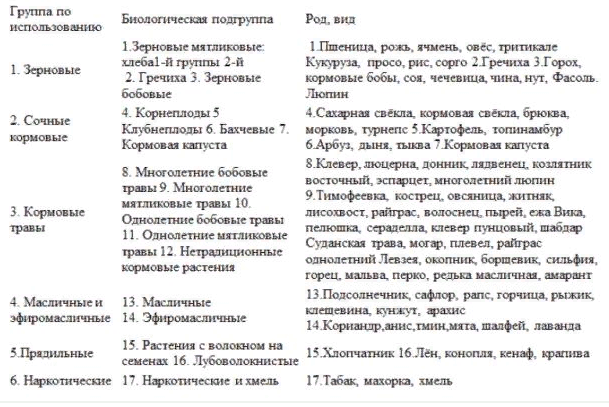 Группа по использованию
Биологическая подгруппа
Род, вид
1. Зерновые
1.Зерновые мятликовые:
хлеба1-й группы 2-й
2. Гречиха 3. Зерновые
бобовые
1.Пшеница, рожь, ячмень, овёс, тритикале
Кукуруза, просо, рис, сорго 2.Гречиха 3.Горох,
кормовые бобы, соя, чечевица, чина, нут, Фасоль.
Люпин
2. Сочные
кормовые
4. Корнеплоды 5
Клубнеплоды 6. Бахчевые 7.
Кормовая капуста
4.Сахарная свёкла, кормовая свёкла, брюква,
морковь, турнепс 5.Картофель, топинамбур
6.Арбуз, дыня, тыква 7.Кормовая капуста
3. Кормовые
травы
8. Многолетние бобовые
травы 9. Многолетние
мятликовые травы 10.
Однолетние бобовые травы
11. Однолетние мятликовые
травы 12. Нетрадиционные
кормовые растения
8.Клевер, люцерна, донник, лядвенец, козлятник
восточный, эспарцет, многолетний люпин
9.Тимофеевка, кострец, овсяница, житняк,
лисохвост, райграс, волоснец, пырей, ежа Вика,
пелюшка, сераделла, клевер пунцовый, шабдар
Суданская трава, могар, плевел, райграс
однолетний Левзея, окопник, борщевик, сильфия,
горец, мальва, перко, редька масличная, амарант
4. Масличные и
эфиромасличные
13. Масличные
14. Эфиромасличные
13.Подсолнечник, сафлор, рапс, горчица, рыжик,
клещевина, кунжут, арахис
14.Кориандр,анис,тмин,мята, шалфей, лаванда
5.Прядильные
15. Растения с волокном на
семенах 16. Лубоволокнистые
15.Хлопчатник 16.Лён, конопля, кенаф, крапива
6. Наркотические
17. Наркотические и хмель
17.Табак, махорка, хмель